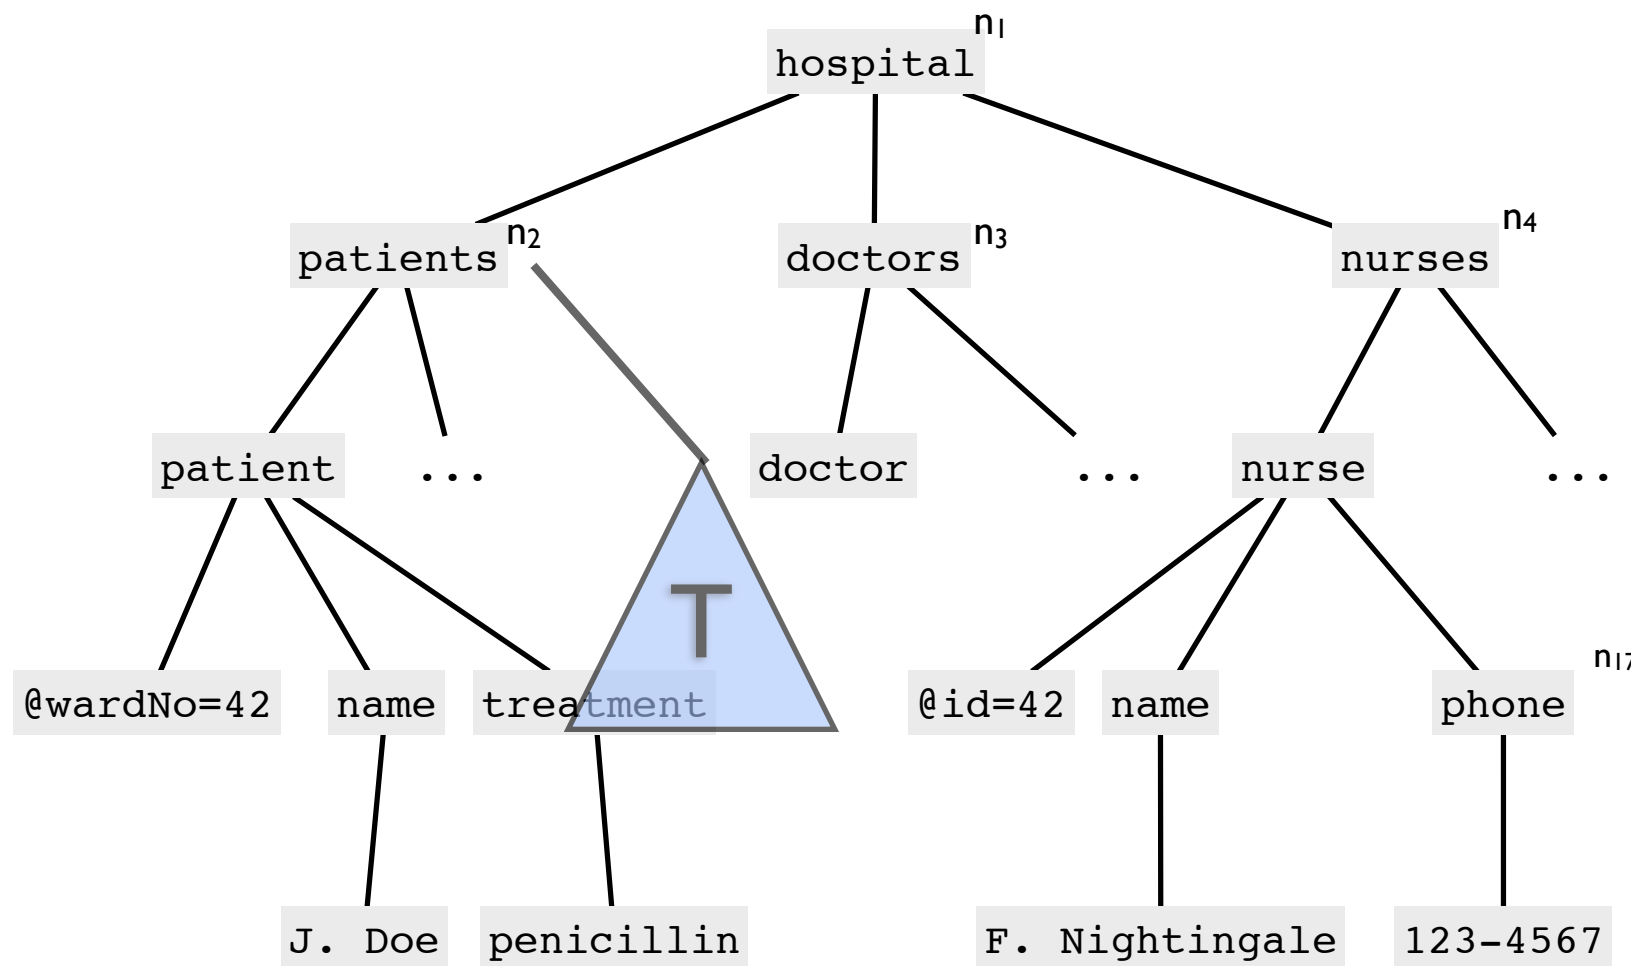 n1
hospital
n2
n3
n4
patients
doctors
nurses
patient
...
doctor
...
nurse
...
T
n17
@wardNo=42
name
treatment
@id=42
name
phone
J. Doe
penicillin
F. Nightingale
123-4567